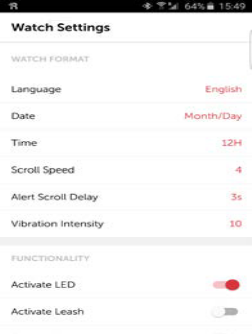 64% 15:49
Watch Settings
WATCH FORMAT
Language English
Date Month/Day
Time 12H
Scroll Speed 4
Alert Scroll Delay 3s
Vibration Intensity 10
FUNCTIONALITY
Activate LED
Activate Leash